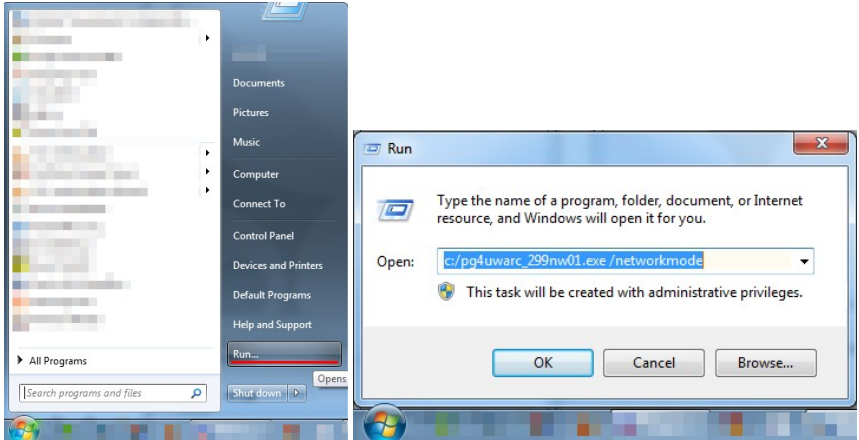 Documents
Pictures
Music
Computer
Connect To
Control Panel
Devices and Printers
Default Programs
Help and Support
Run...
Opens
All Programs
Search programs and files
Shut down
Run
Type the name of a program, folder, document, or Internet
resource, and Windows will open it for you.
Open:
c:/pg4uwarc_299nw01.exe /networkmode
This task will be created with administrative privileges.
OK
Cancel
Browse...